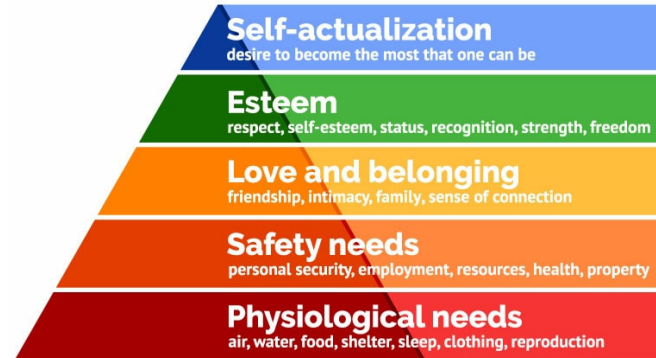 Self-actualization
desire to become the most that one can be
Esteem
respect, self-esteem, status, recognition, strength, freedom
Love and belonging
friendship, intimacy, family, sense of connection
Safety needs
personal security, employment, resources, health, property
Physiological needs
air, water, food, shelter, sleep, clothing, reproduction